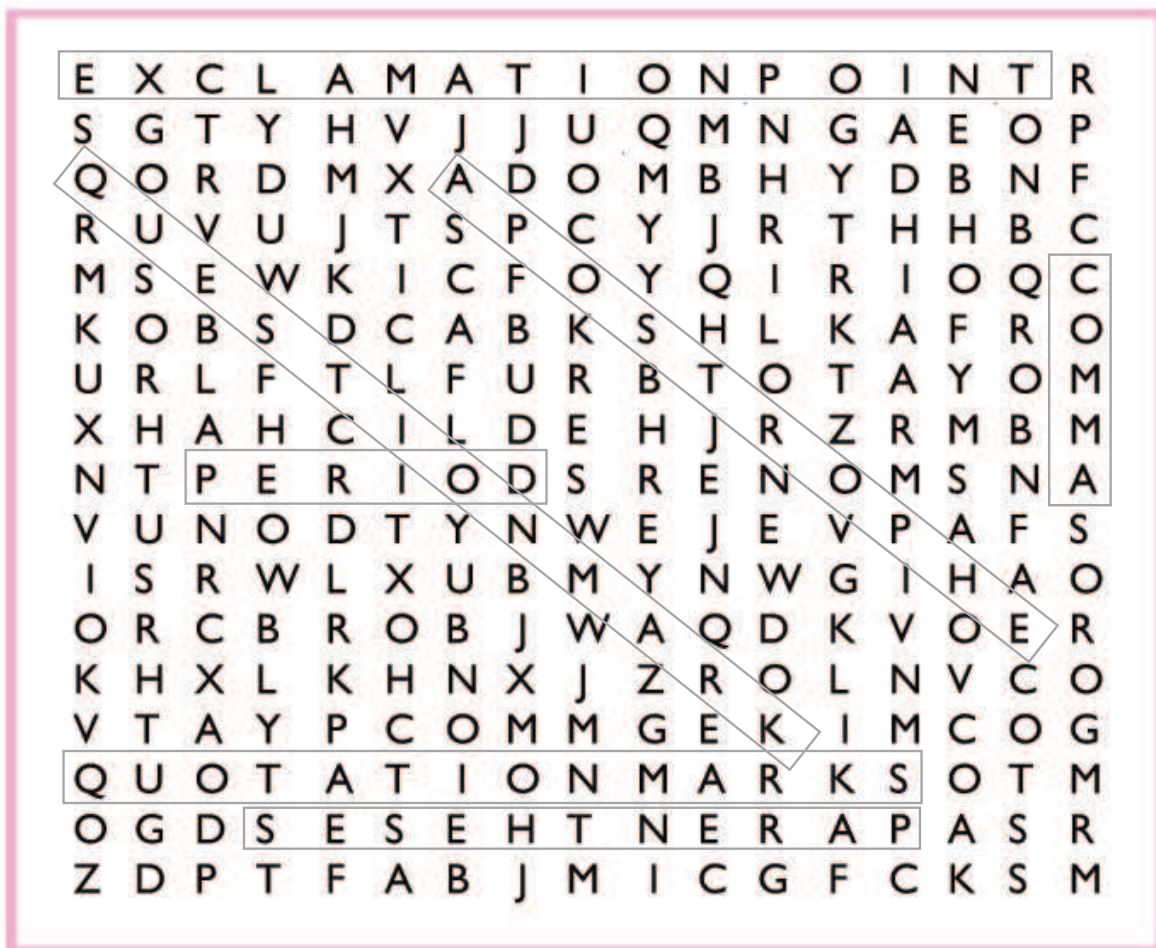 E X C L A M A T I O N P O I N T R
S G T Y H V J J U Q M N G A E O P
Q O R D M X A D O M B H Y D B N F
R U V U J T S P C Y J R T H H B C
M S E W K I C F O Y Q I R I O Q C
K O B S D C A B K S H L K A F R O
U R L F T L F U R B T O T A Y O M
X H A H C I L D E H J R Z R M B M
N T P E R I O D S R E N O M S N A
V U N O D T Y N W E J E V P A F S
I S R W L X U B M Y N W G I H A O
O R C B R O B J W A Q D K V O E R
K H X L K H N X J Z R O L N V C O
V T A Y P C O M M G E K I M C O G
Q U O T A T I O N M A R K S O T M
O G D S E S E H T N E R A P A S R
Z D P T F A B J M I C G F C K S M